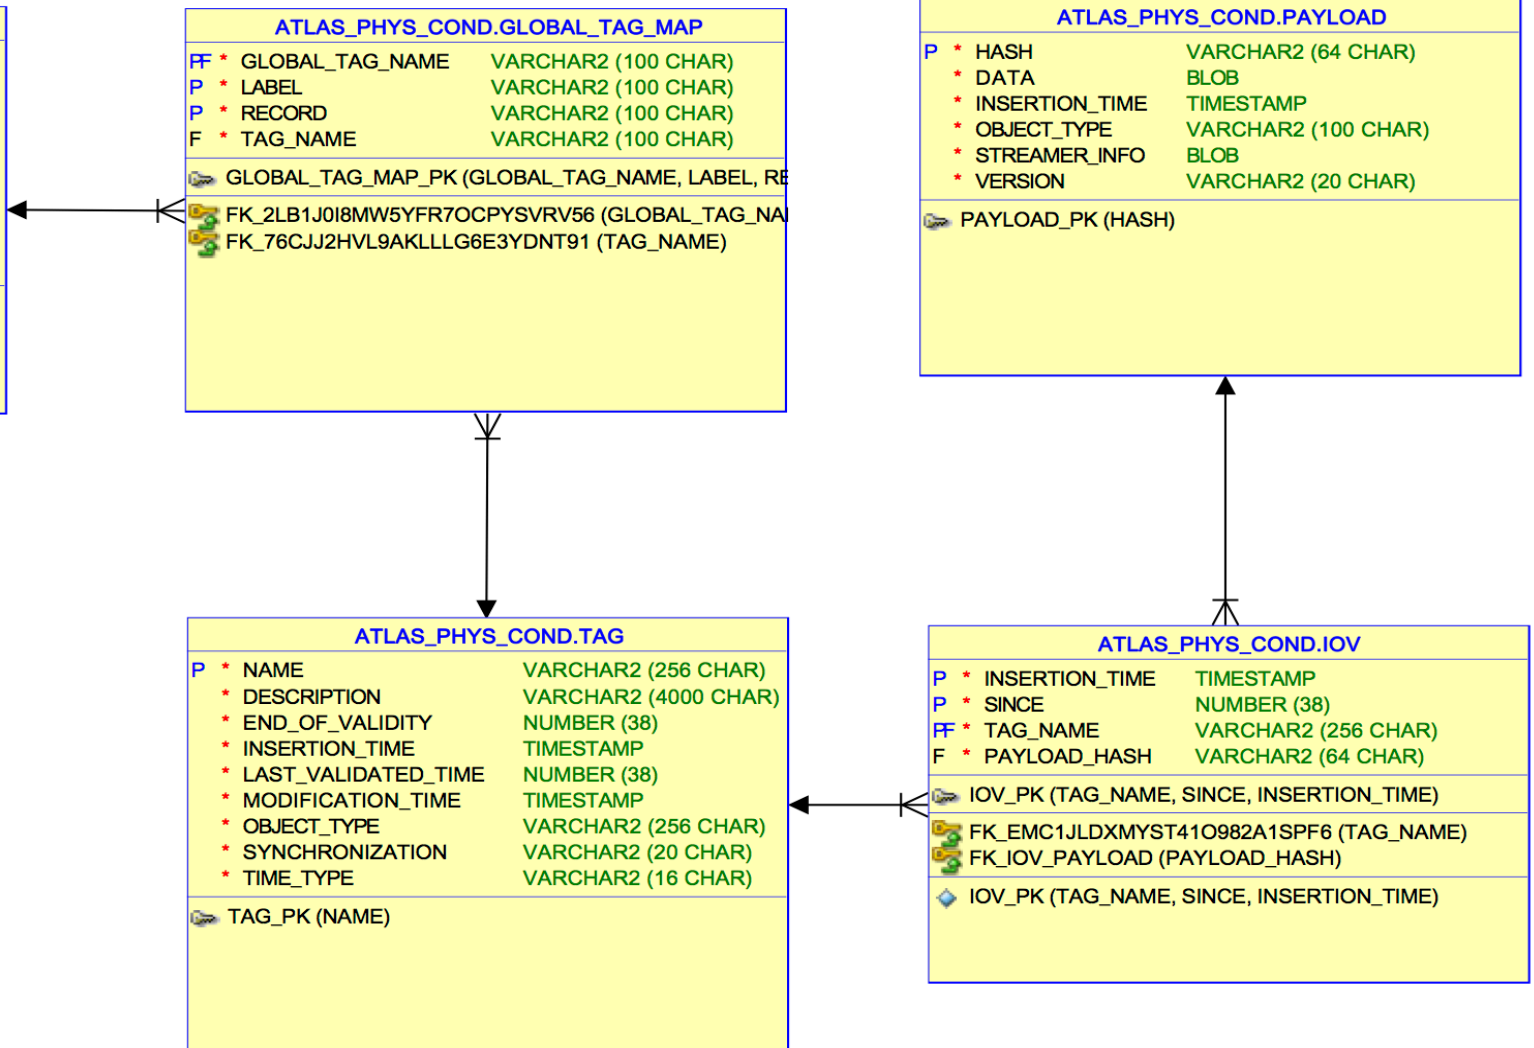 ATLAS_PHYS_COND.GLOBAL_TAG_MAP
PF * GLOBAL_TAG_NAME VARCHAR2 (100 CHAR)
P * LABEL VARCHAR2 (100 CHAR)
P * RECORD VARCHAR2 (100 CHAR)
F * TAG_NAME VARCHAR2 (100 CHAR)
GLOBAL_TAG_MAP_PK (GLOBAL_TAG_NAME, LABEL, RE
FK_2LB1J0I8MW5YFR7OCPYSVRV56 (GLOBAL_TAG_NA
FK_76CJJ2HVL9AKLLLG6E3YDNT91 (TAG_NAME)
ATLAS_PHYS_COND.PAYLOAD
P * HASH VARCHAR2 (64 CHAR)
* DATA BLOB
* INSERTION_TIME TIMESTAMP
* OBJECT_TYPE VARCHAR2 (100 CHAR)
* STREAMER_INFO BLOB
* VERSION VARCHAR2 (20 CHAR)
PAYLOAD_PK (HASH)
ATLAS_PHYS_COND.TAG
P * NAME VARCHAR2 (256 CHAR)
* DESCRIPTION VARCHAR2 (4000 CHAR)
* END_OF_VALIDITY NUMBER (38)
* INSERTION_TIME TIMESTAMP
* LAST_VALIDATED_TIME NUMBER (38)
* MODIFICATION_TIME TIMESTAMP
* OBJECT_TYPE VARCHAR2 (256 CHAR)
* SYNCHRONIZATION VARCHAR2 (20 CHAR)
* TIME_TYPE VARCHAR2 (16 CHAR)
TAG_PK (NAME)
ATLAS_PHYS_COND.IOV
P * INSERTION_TIME TIMESTAMP
P * SINCE NUMBER (38)
PF * TAG_NAME VARCHAR2 (256 CHAR)
F * PAYLOAD_HASH VARCHAR2 (64 CHAR)
IOV_PK (TAG_NAME, SINCE, INSERTION_TIME)
FK_EMC1JLDXMYST41O982A1SPF6 (TAG_NAME)
FK_IOV_PAYLOAD (PAYLOAD_HASH)
IOV_PK (TAG_NAME, SINCE, INSERTION_TIME)